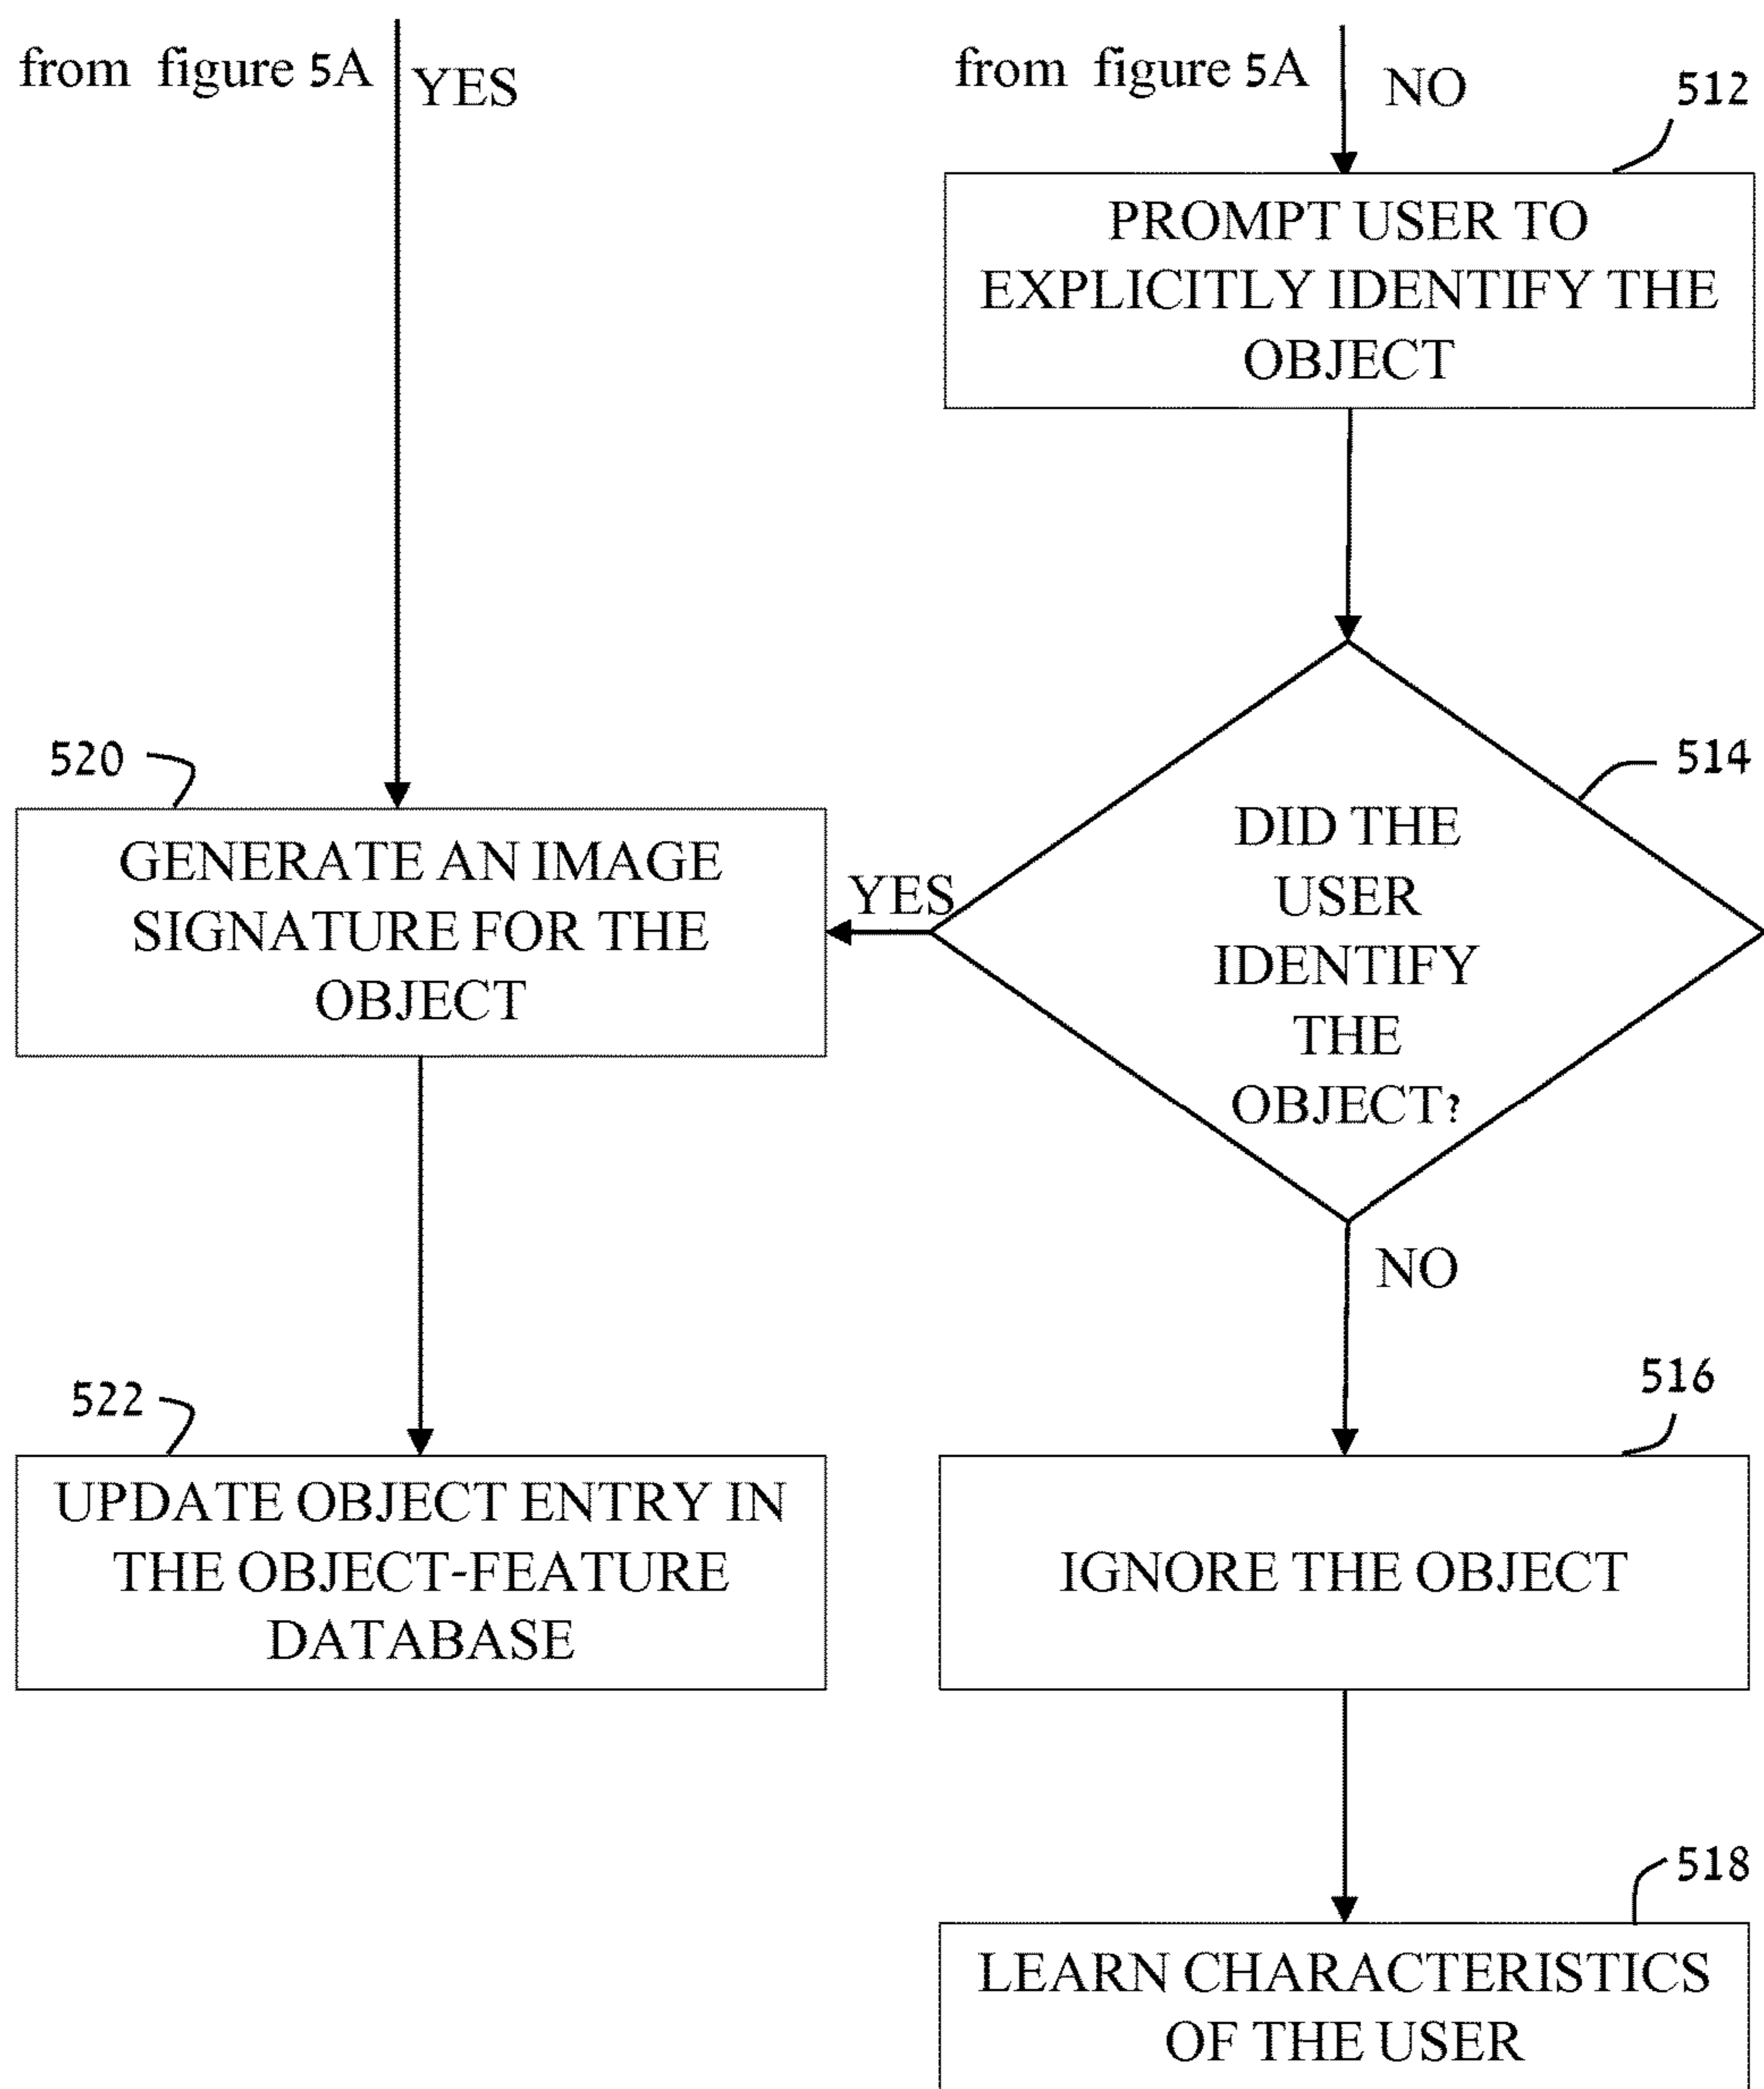 from figure 5A
YES
from figure 5A
NO
512
PROMPT USER TO
EXPLICITLY IDENTIFY THE
OBJECT
514
DID THE
USER
IDENTIFY
THE
OBJECT?
YES
520
GENERATE AN IMAGE
SIGNATURE FOR THE
OBJECT
NO
522
UPDATE OBJECT ENTRY IN
THE OBJECT-FEATURE
DATABASE
516
IGNORE THE OBJECT
518
LEARN CHARACTERISTICS
OF THE USER